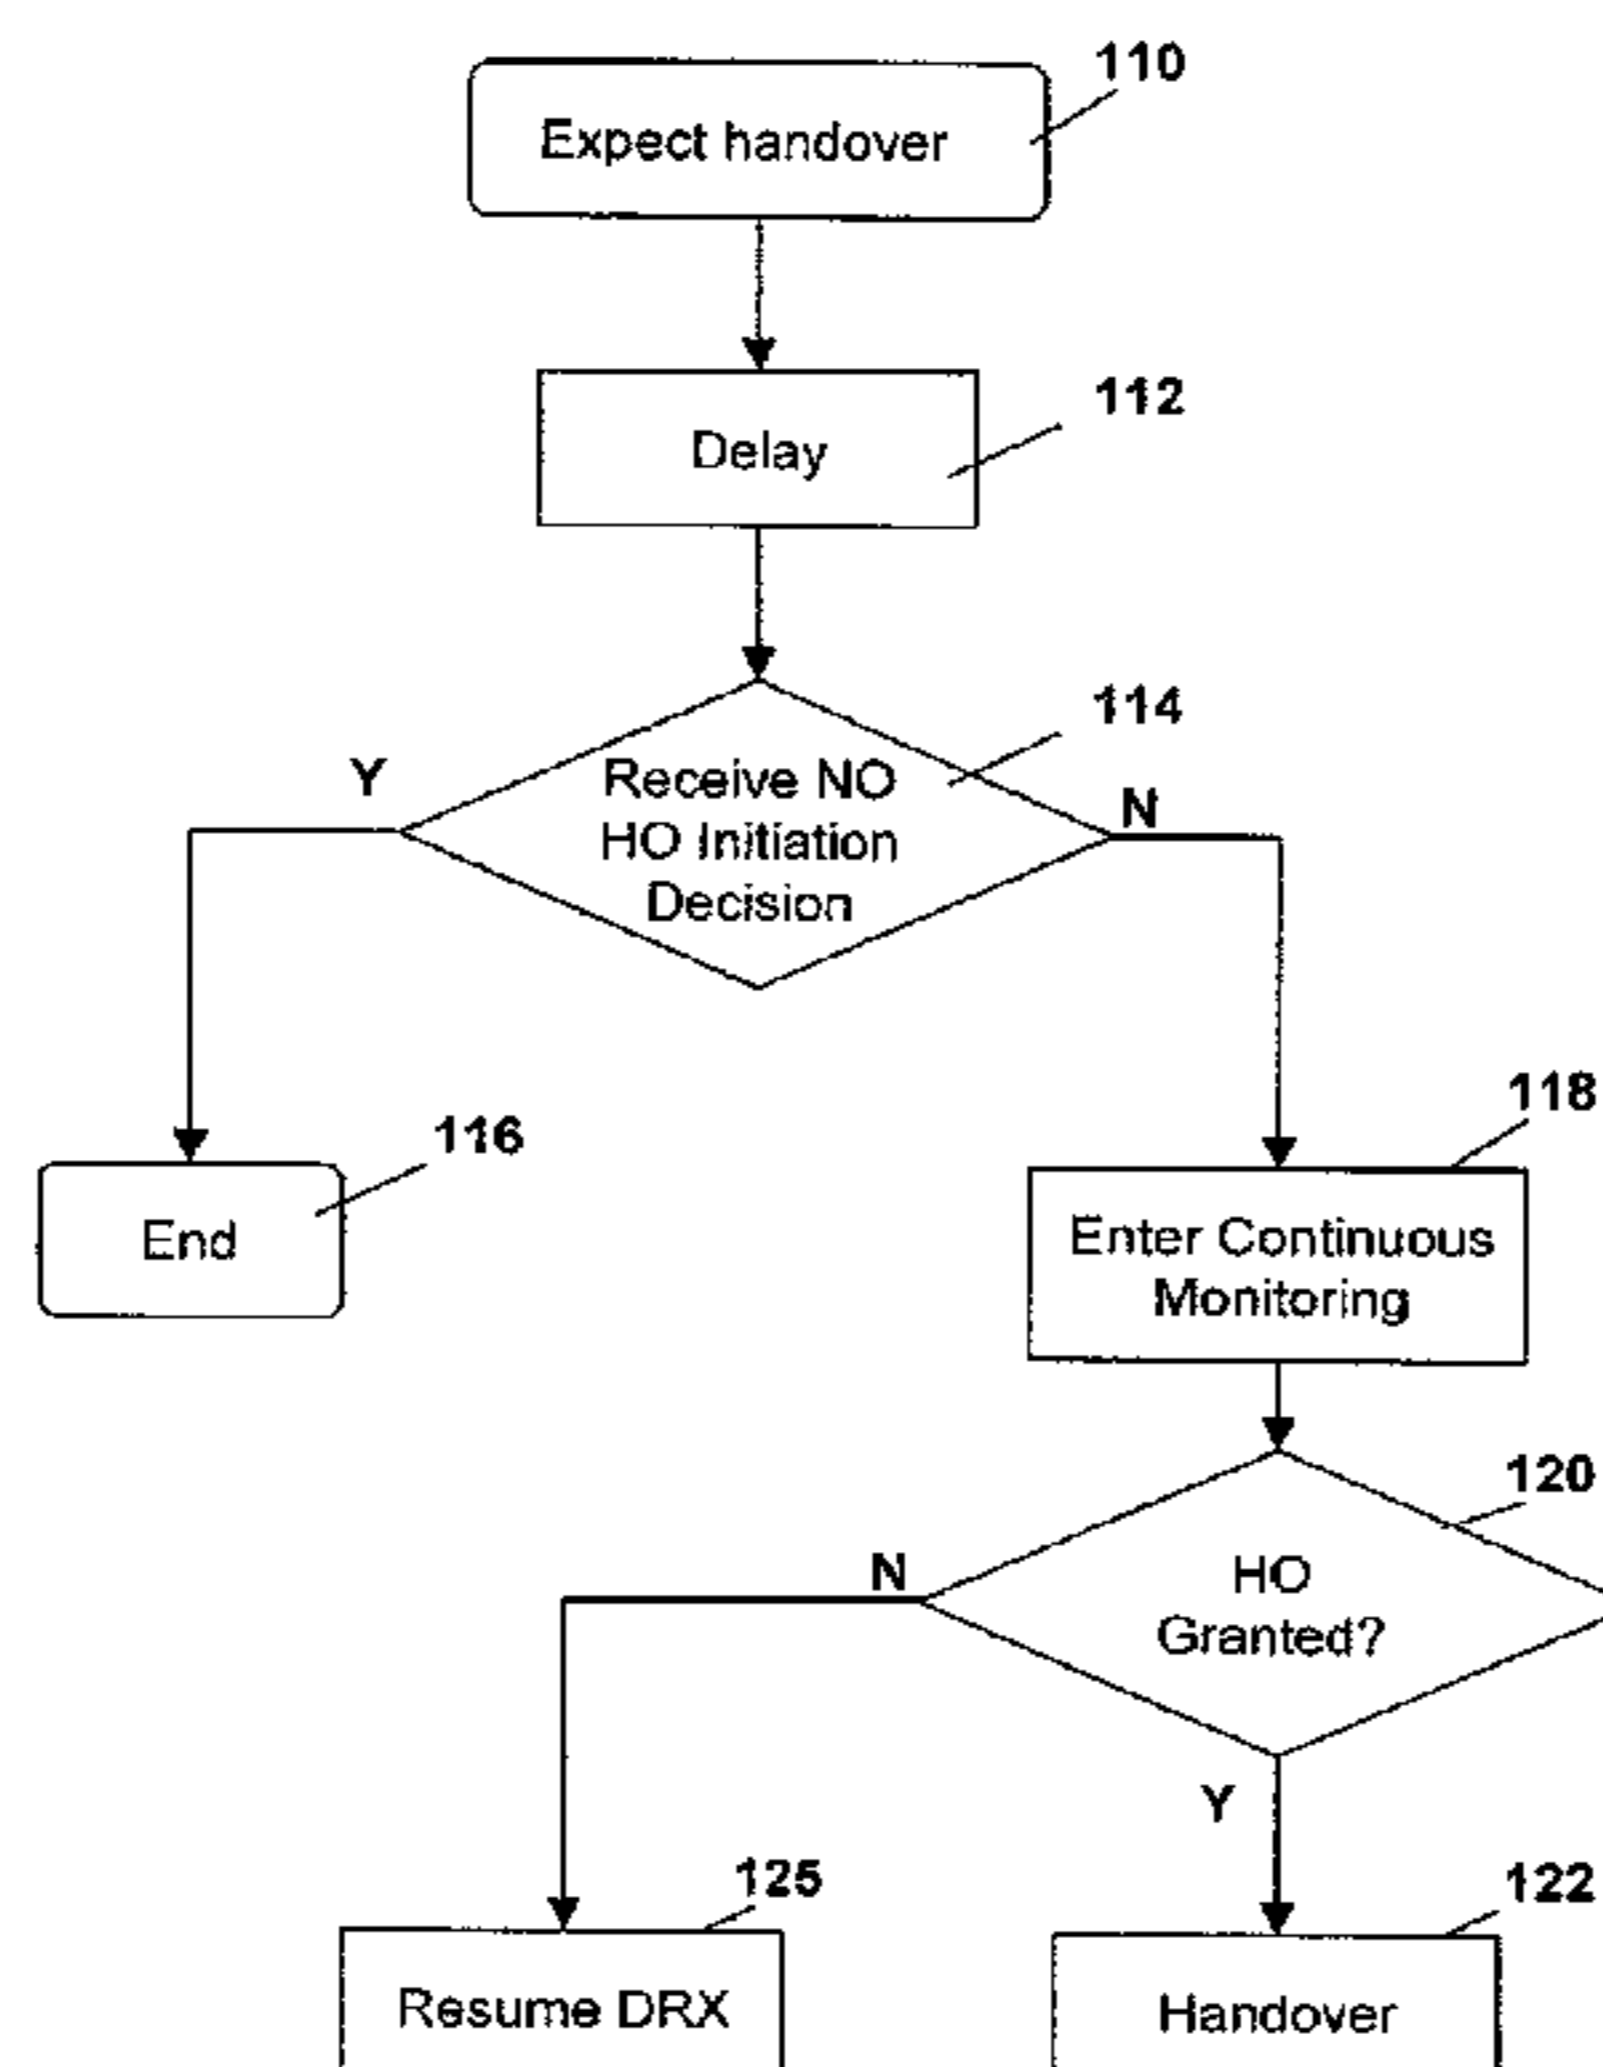 110
Expect handover
112
Delay
114
Y
Receive NO
HO Initiation
Decision
N
116
End
118
Enter Continuous
Monitoring
120
N
HO
Granted?
Y
125
Resume DRX
122
Handover